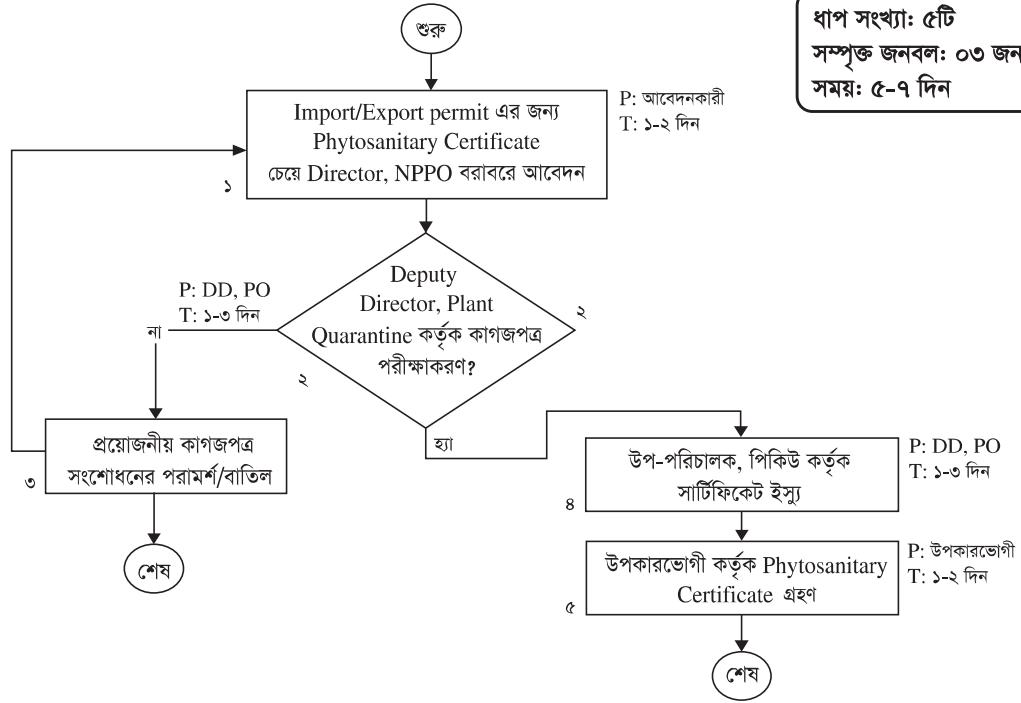 শুরু
ধাপ সংখ্যা: ৫টি
সম্পৃক্ত জনবল: ০৩ জন
সময়: ৫-৭ দিন
Import/Export permit এর জন্য
Phytosanitary Certificate
চেয়ে Director, NPPO বরাবরে আবেদন
১
P: আবেদনকারী
T: ১-২ দিন
Deputy
Director, Plant
Quarantine কর্তৃক কাগজপত্র
পরীক্ষাকরণ?
২
২
P: DD, PO
T: ১-৩ দিন
না
হ্যা
প্রয়োজনীয় কাগজপত্র
সংশোধনের পরামর্শ/বাতিল
৩
শেষ
উপ-পরিচালক, পিকিউ কর্তৃক
সার্টিফিকেট ইস্যু
৪
P: DD, PO
T: ১-৩ দিন
উপকারভোগী কর্তৃক Phytosanitary
Certificate গ্রহণ
৫
P: উপকারভোগী
T: ১-২ দিন
শেষ